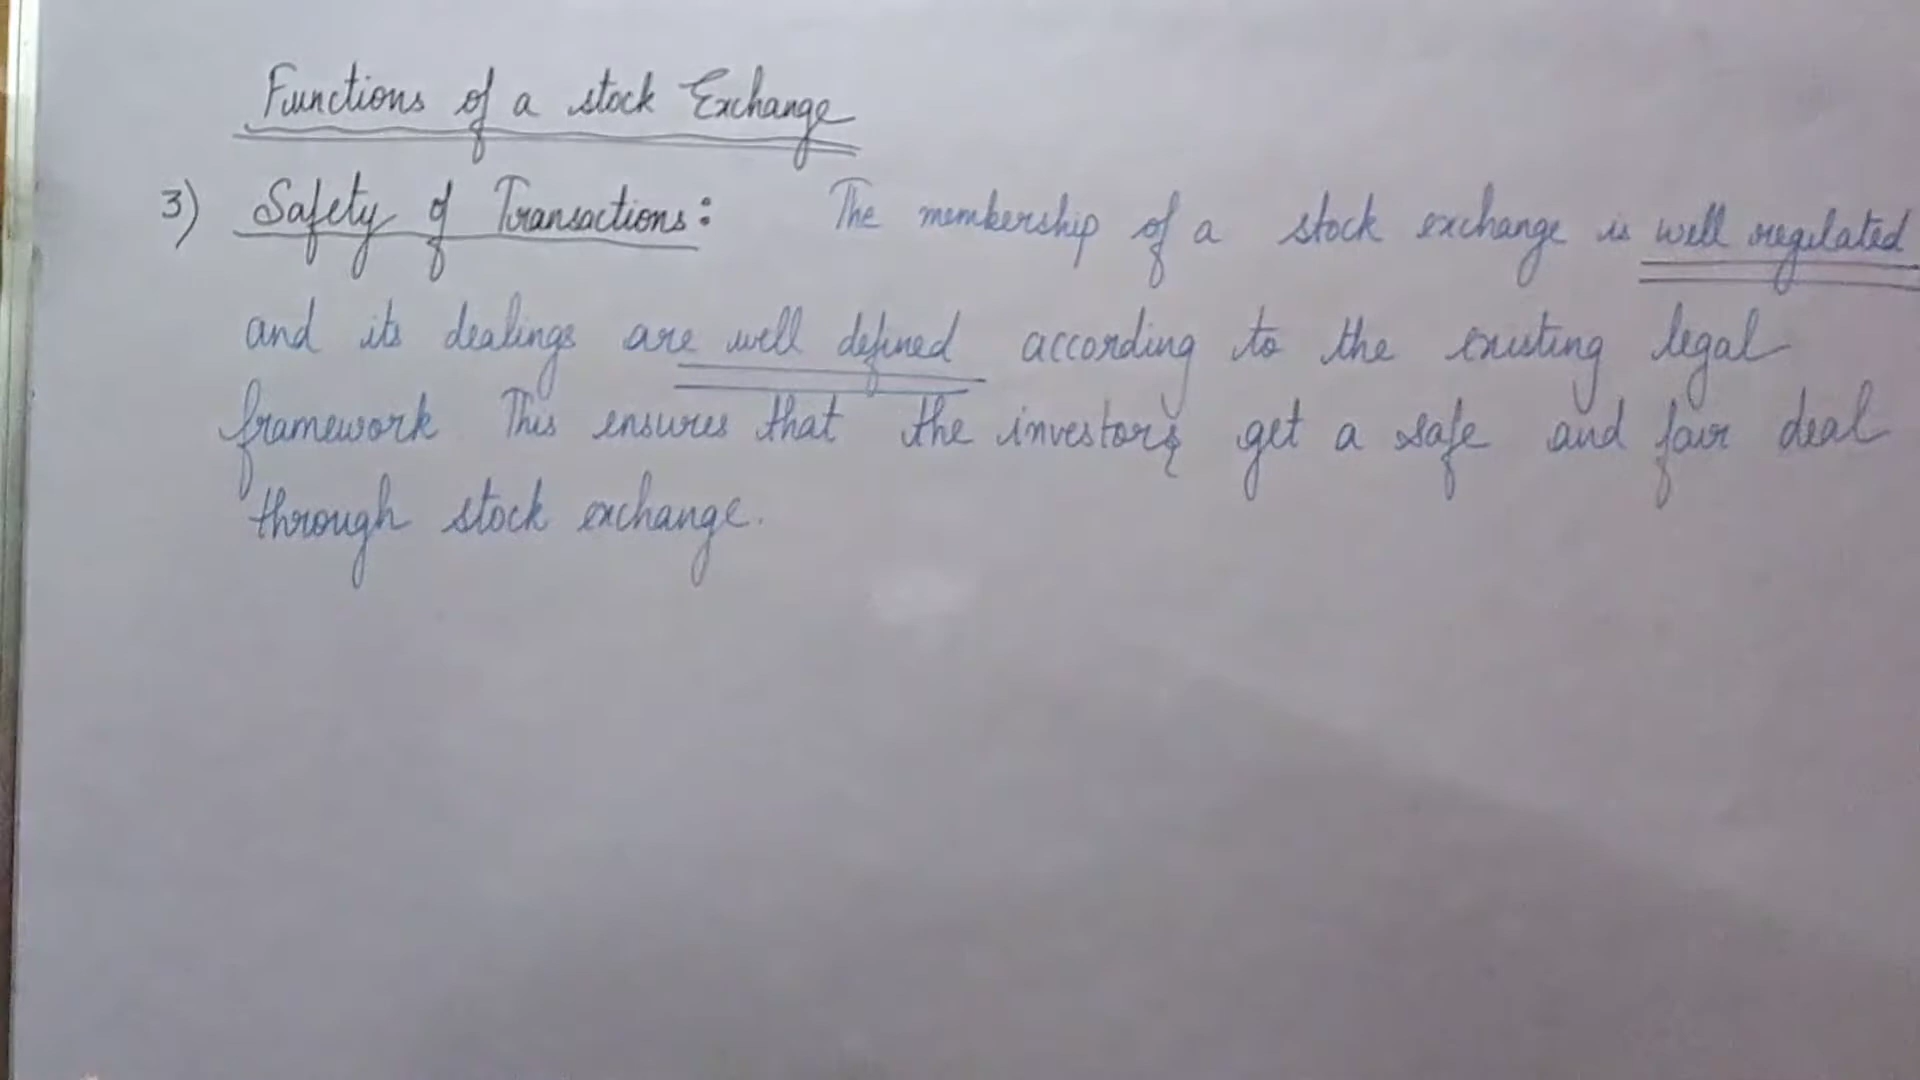 Functions of a stock Exchange
3) Safety of Transactions: The membership of a stock exchange is well regulated
and its dealings are well defined according to the existing legal
framework This ensures that the investors get a safe and fair deal
through stock exchange.